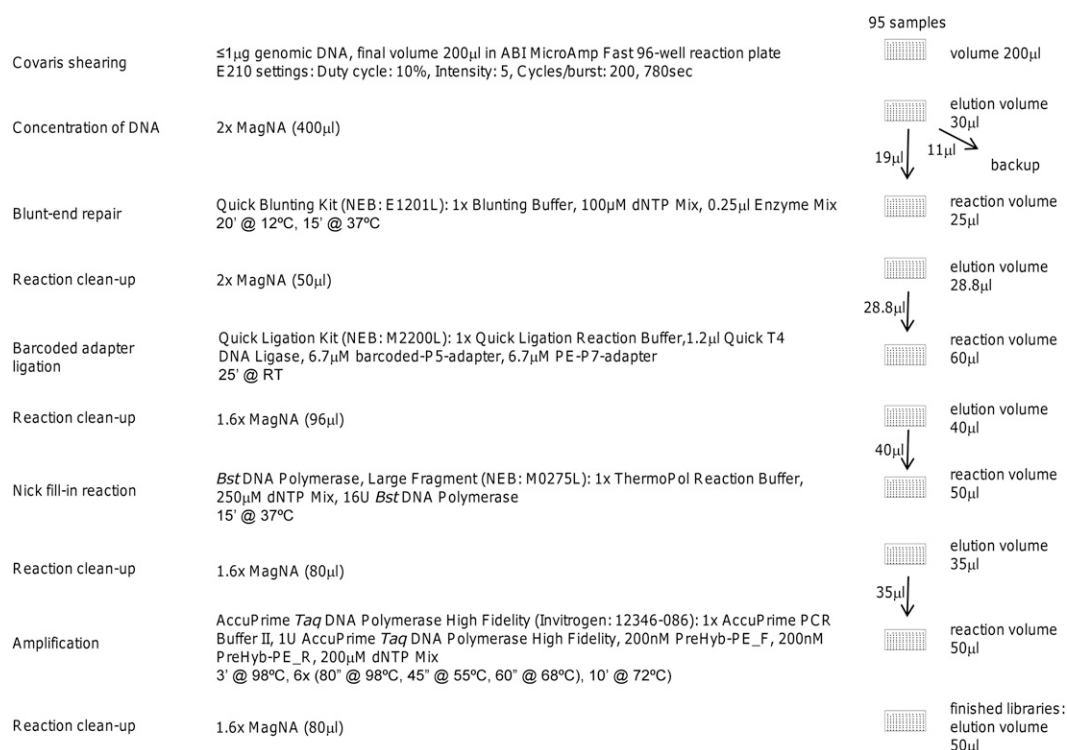 95 samples
Covaris shearing
≤1µg genomic DNA, final volume 200µl in ABI MicroAmp Fast 96-well reaction plate
E210 settings: Duty cycle: 10%, Intensity: 5, Cycles/burst: 200, 780sec
volume 200µl
Concentration of DNA
2x MagNA (400µl)
elution volume
30µl
19µl
11µl
backup
Blunt-end repair
Quick Blunting Kit (NEB: E1201L): 1x Blunting Buffer, 100µM dNTP Mix, 0.25µl Enzyme Mix
20' @ 12ºC, 15' @ 37ºC
reaction volume
25µl
Reaction clean-up
2x MagNA (50µl)
elution volume
28.8µl
28.8µl
Barcoded adapter
ligation
Quick Ligation Kit (NEB: M2200L): 1x Quick Ligation Reaction Buffer,1.2µl Quick T4
DNA Ligase, 6.7µM barcoded-P5-adapter, 6.7µM PE-P7-adapter
25' @ RT
reaction volume
60µl
Reaction clean-up
1.6x MagNA (96µl)
elution volume
40µl
40µl
Nick fill-in reaction
Bst DNA Polymerase, Large Fragment (NEB: M0275L): 1x ThermoPol Reaction Buffer,
250µM dNTP Mix, 16U Bst DNA Polymerase
15' @ 37ºC
reaction volume
50µl
Reaction clean-up
1.6x MagNA (80µl)
elution volume
35µl
35µl
Amplification
AccuPrime Taq DNA Polymerase High Fidelity (Invitrogen: 12346-086): 1x AccuPrime PCR
Buffer II, 1U AccuPrime Taq DNA Polymerase High Fidelity, 200nM PreHyb-PE_F, 200nM
PreHyb-PE_R, 200µM dNTP Mix
3' @ 98ºC, 6x (80" @ 98ºC, 45" @ 55ºC, 60" @ 68ºC), 10' @ 72ºC)
reaction volume
50µl
Reaction clean-up
1.6x MagNA (80µl)
finished libraries:
elution volume
50µl